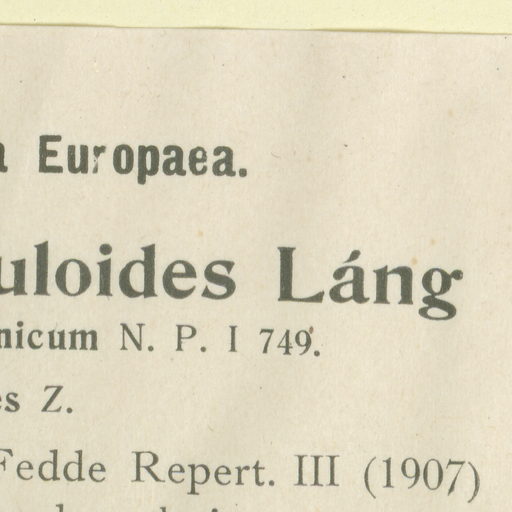 a Europaea.
uloides Láng
nicum N. P. I 749.
es Z.
Fedde Repert. III (1907)